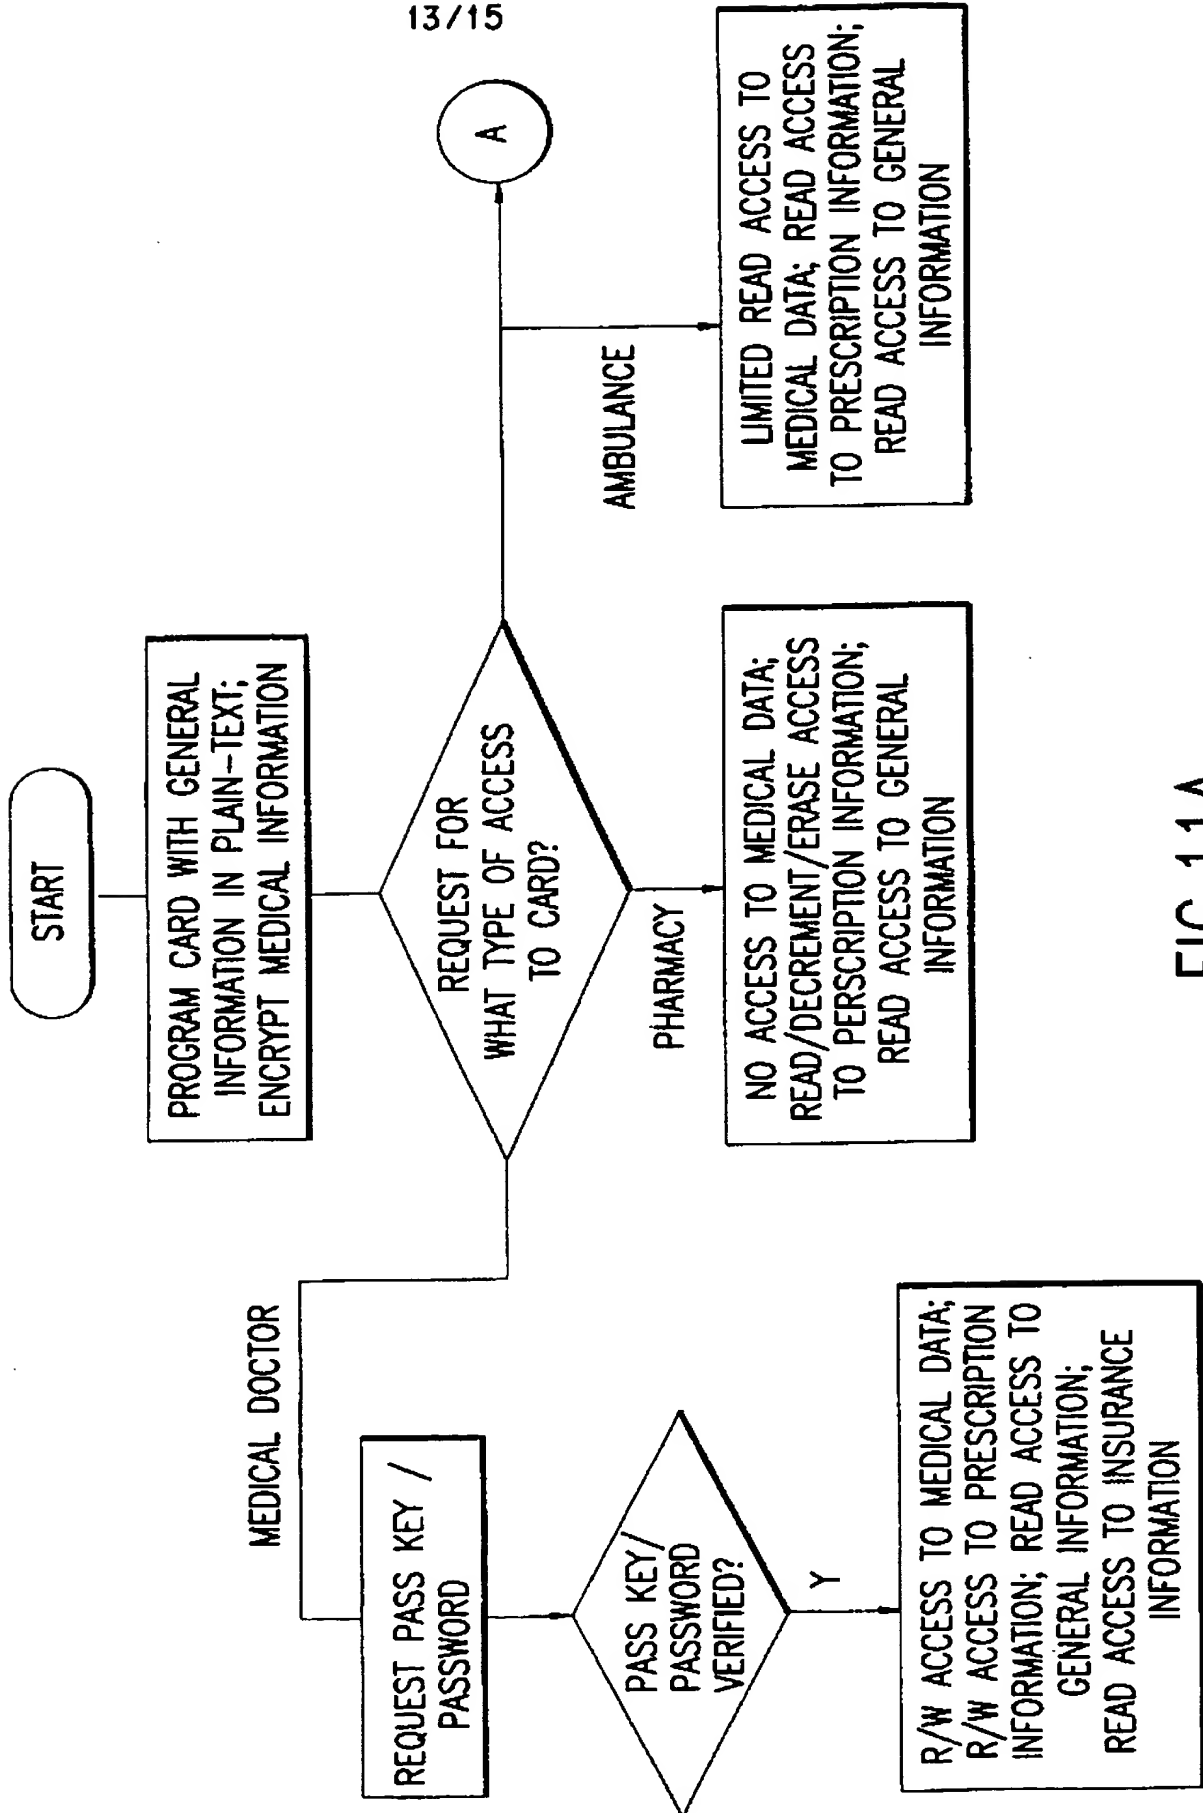 13/15
START
PROGRAM CARD WITH GENERAL
INFORMATION IN PLAIN-TEXT;
ENCRYPT MEDICAL INFORMATION
REQUEST FOR
WHAT TYPE OF ACCESS
TO CARD?
A
MEDICAL DOCTOR
PHARMACY
AMBULANCE
REQUEST PASS KEY /
PASSWORD
PASS KEY/
PASSWORD
VERIFIED?
Y
R/W ACCESS TO MEDICAL DATA;
R/W ACCESS TO PRESCRIPTION
INFORMATION; READ ACCESS TO
GENERAL INFORMATION;
READ ACCESS TO INSURANCE
INFORMATION
NO ACCESS TO MEDICAL DATA;
READ/DECREMENT/ERASE ACCESS
TO PERSCRIPTION INFORMATION;
READ ACCESS TO GENERAL
INFORMATION
LIMITED READ ACCESS TO
MEDICAL DATA; READ ACCESS
TO PRESCRIPTION INFORMATION;
READ ACCESS TO GENERAL
INFORMATION
FIG. 11A